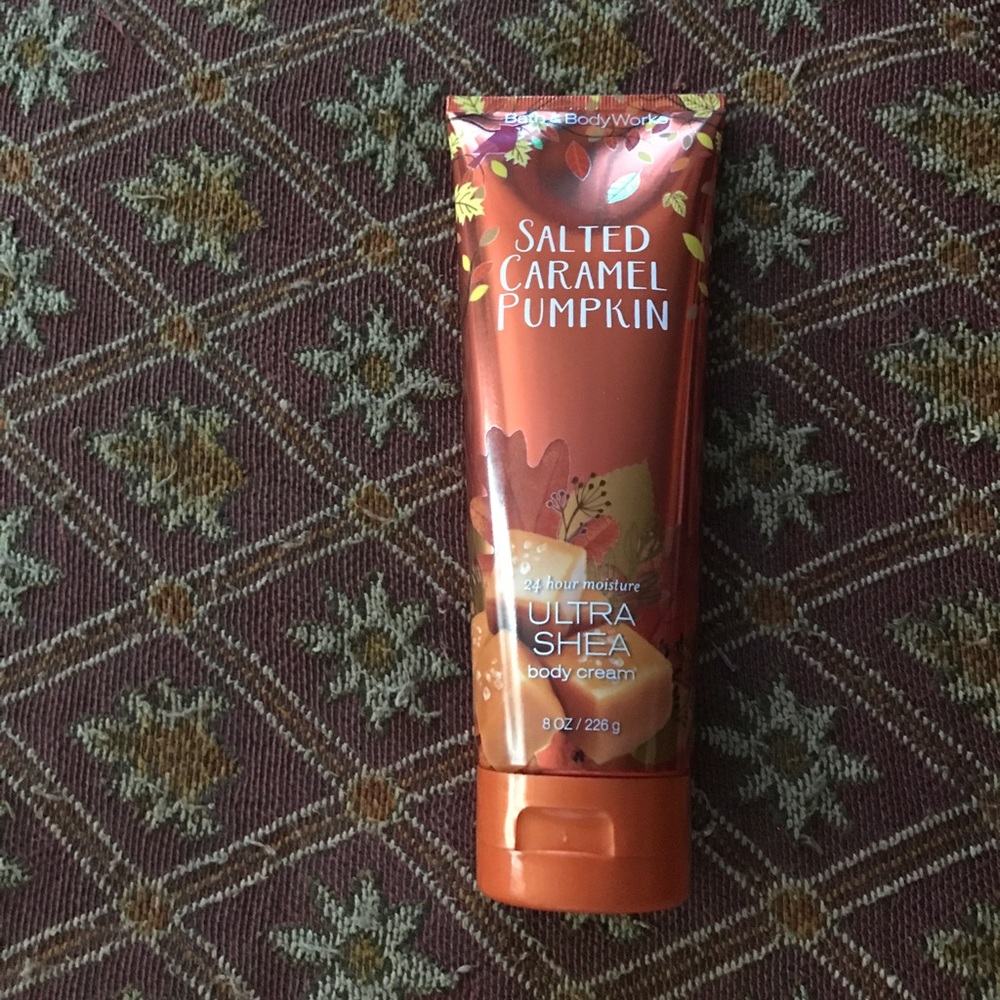 Bath & Body Works
SALTED
CARAMEL
PUMPKIN
24 hour moisture
ULTRA
SHEA
body cream
8 OZ / 226 g